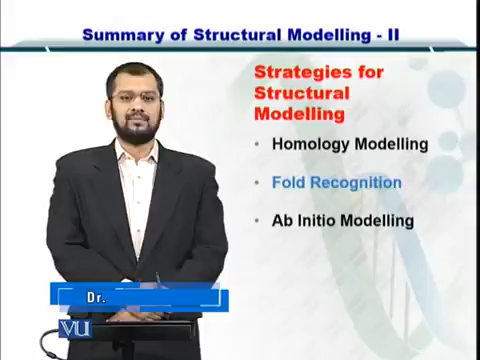 Summary of Structural Modelling - II
Strategies for
Structural
Modelling
• Homology Modelling
• Fold Recognition
• Ab Initio Modelling
Dr.
VU